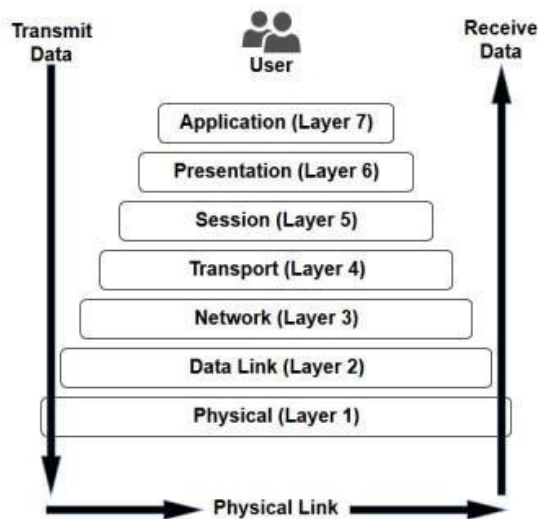 Transmit
Data
User
Receive
Data
Application (Layer 7)
Presentation (Layer 6)
Session (Layer 5)
Transport (Layer 4)
Network (Layer 3)
Data Link (Layer 2)
Physical (Layer 1)
Physical Link